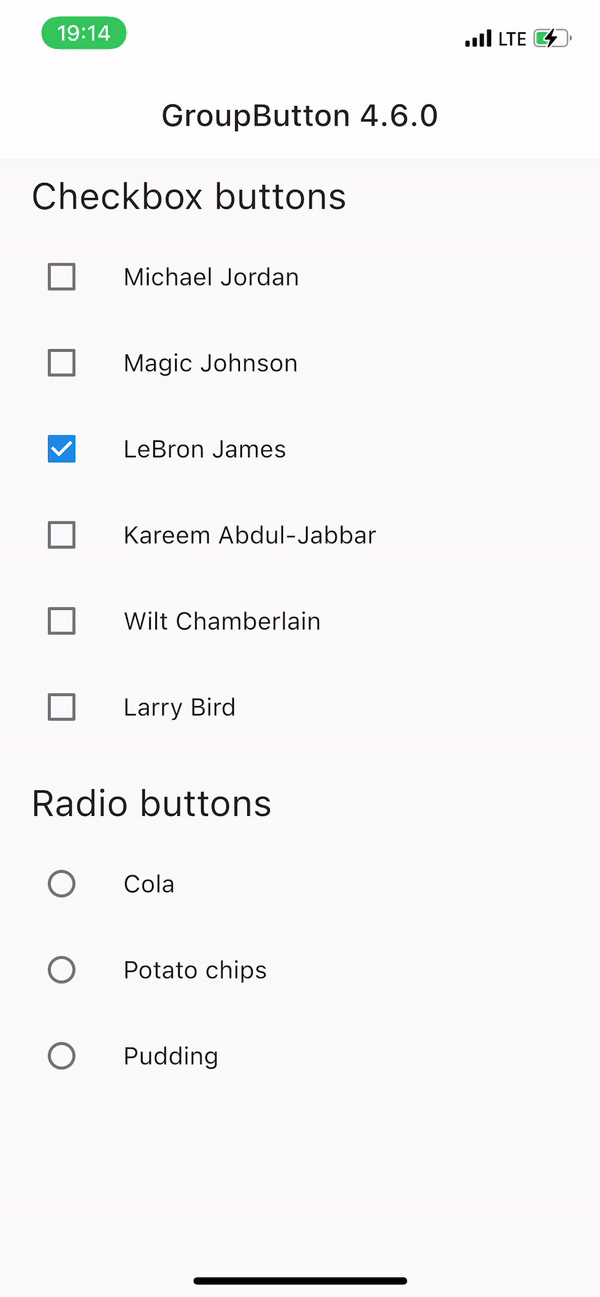 19:14
LTE
GroupButton 4.6.0
Checkbox buttons
Michael Jordan
Magic Johnson
LeBron James
Kareem Abdul-Jabbar
Wilt Chamberlain
Larry Bird
Radio buttons
Cola
Potato chips
Pudding